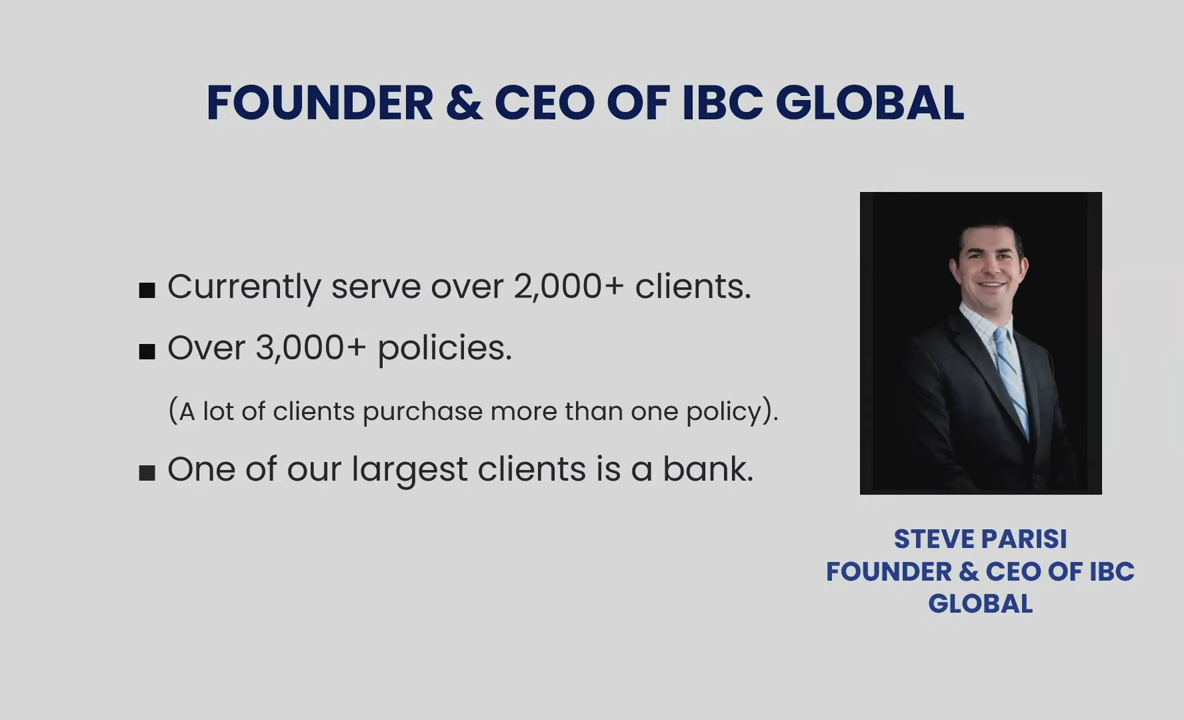 FOUNDER & CEO OF IBC GLOBAL
■ Currently serve over 2,000+ clients.
■ Over 3,000+ policies.
(A lot of clients purchase more than one policy).
■ One of our largest clients is a bank.
STEVE PARISI
FOUNDER & CEO OF IBC
GLOBAL